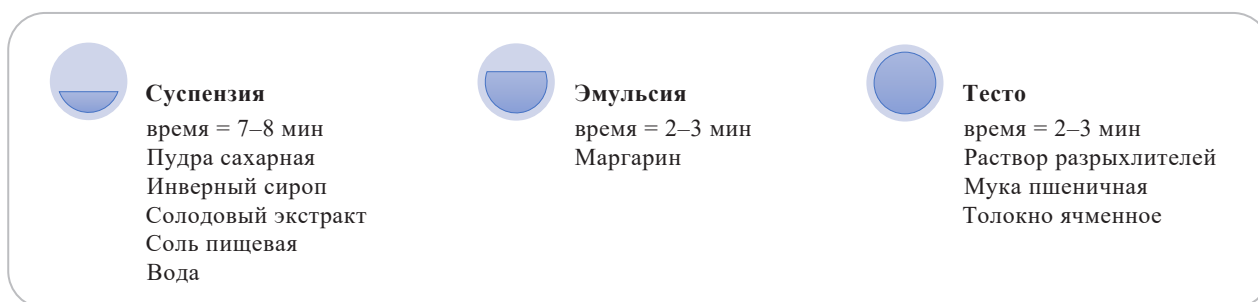 Суспензия
время = 7–8 мин
Пудра сахарная
Инверный сироп
Солодовый экстракт
Соль пищевая
Вода
Эмульсия
время = 2–3 мин
Маргарин
Тесто
время = 2–3 мин
Раствор разрыхлителей
Мука пшеничная
Толокно ячменное